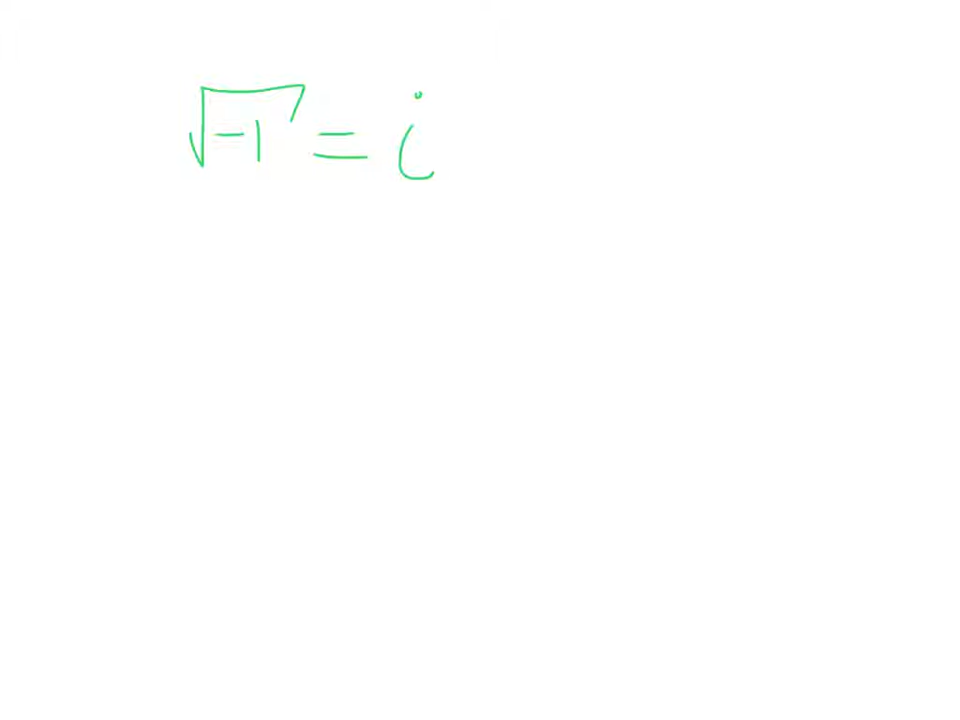 √-1 = i